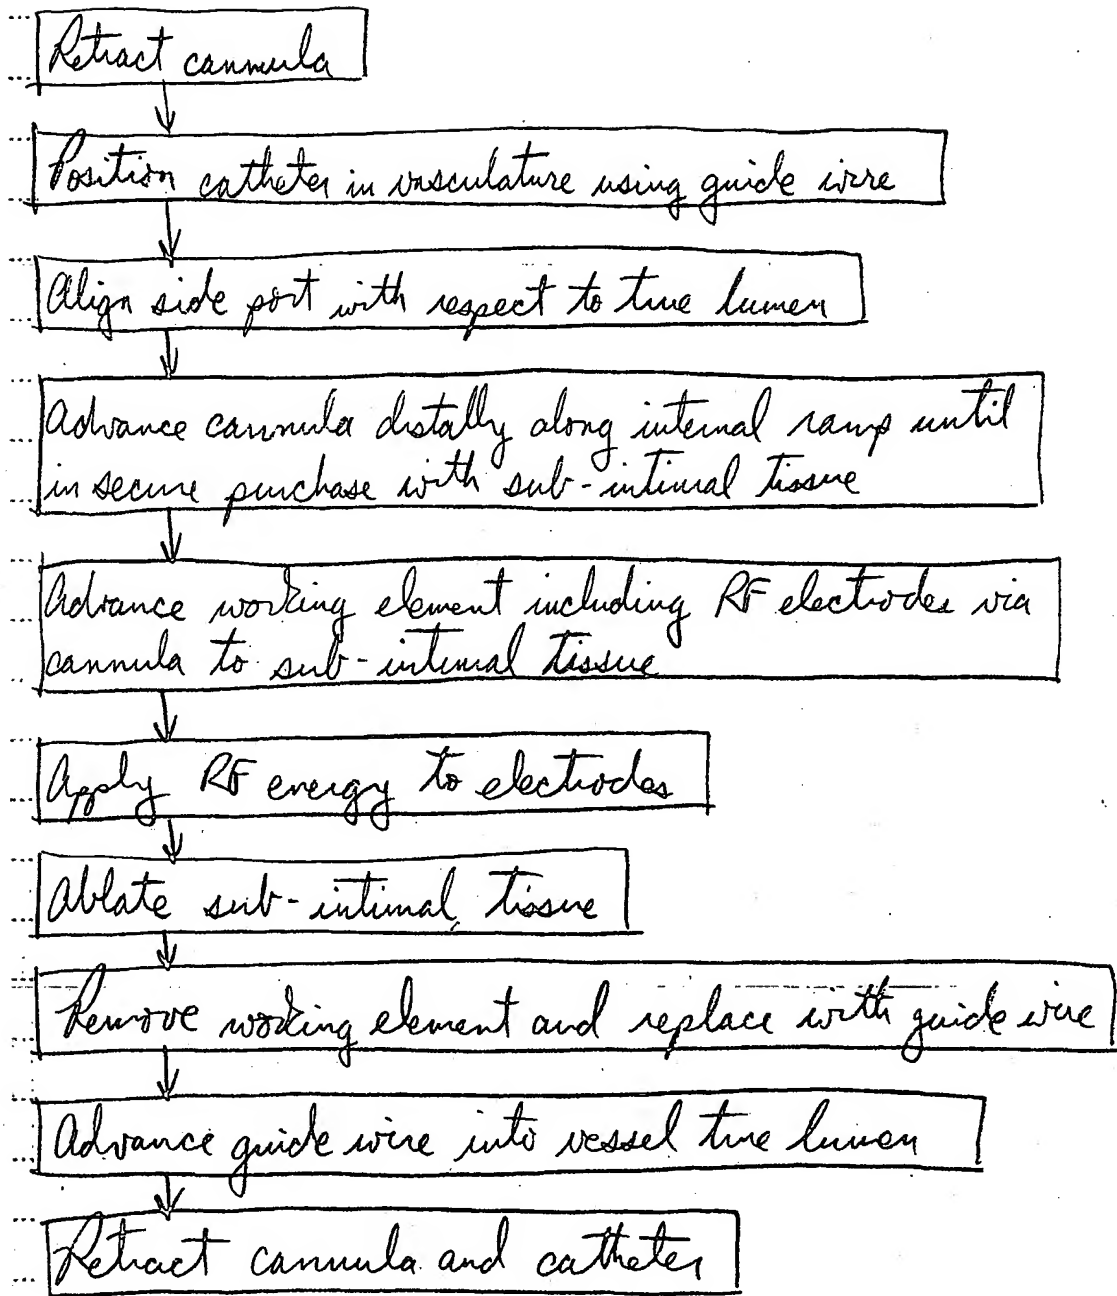 Retract cannula
Position catheter in vasculature using guide wire
Align side port with respect to true lumen
Advance cannula distally along internal ramp until
in secure purchase with sub-intimal tissue
Advance working element including RF electrodes via
cannula to sub-intimal tissue
Apply RF energy to electrodes
Ablate sub-intimal tissue
Remove working element and replace with guide wire
Advance guide wire into vessel true lumen
Retract cannula and catheter